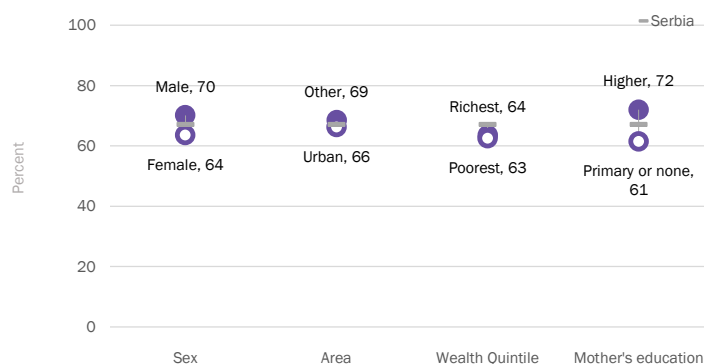 100
Serbia
80
Male, 70
Other, 69
Richest, 64
Higher, 72
60
Female, 64
Urban, 66
Poorest, 63
Primary or none,
61
Percent
40
20
0
Sex
Area
Wealth Quintile
Mother's education